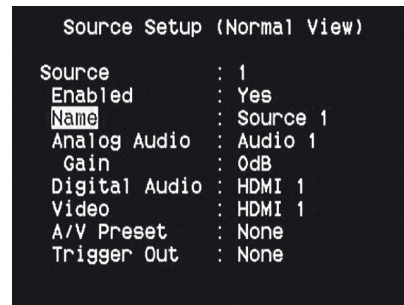 Source Setup (Normal View)
Source : 1
Enabled : Yes
Name : Source 1
Analog Audio : Audio 1
Gain : 0dB
Digital Audio : HDMI 1
Video : HDMI 1
A/V Preset : None
Trigger Out : None